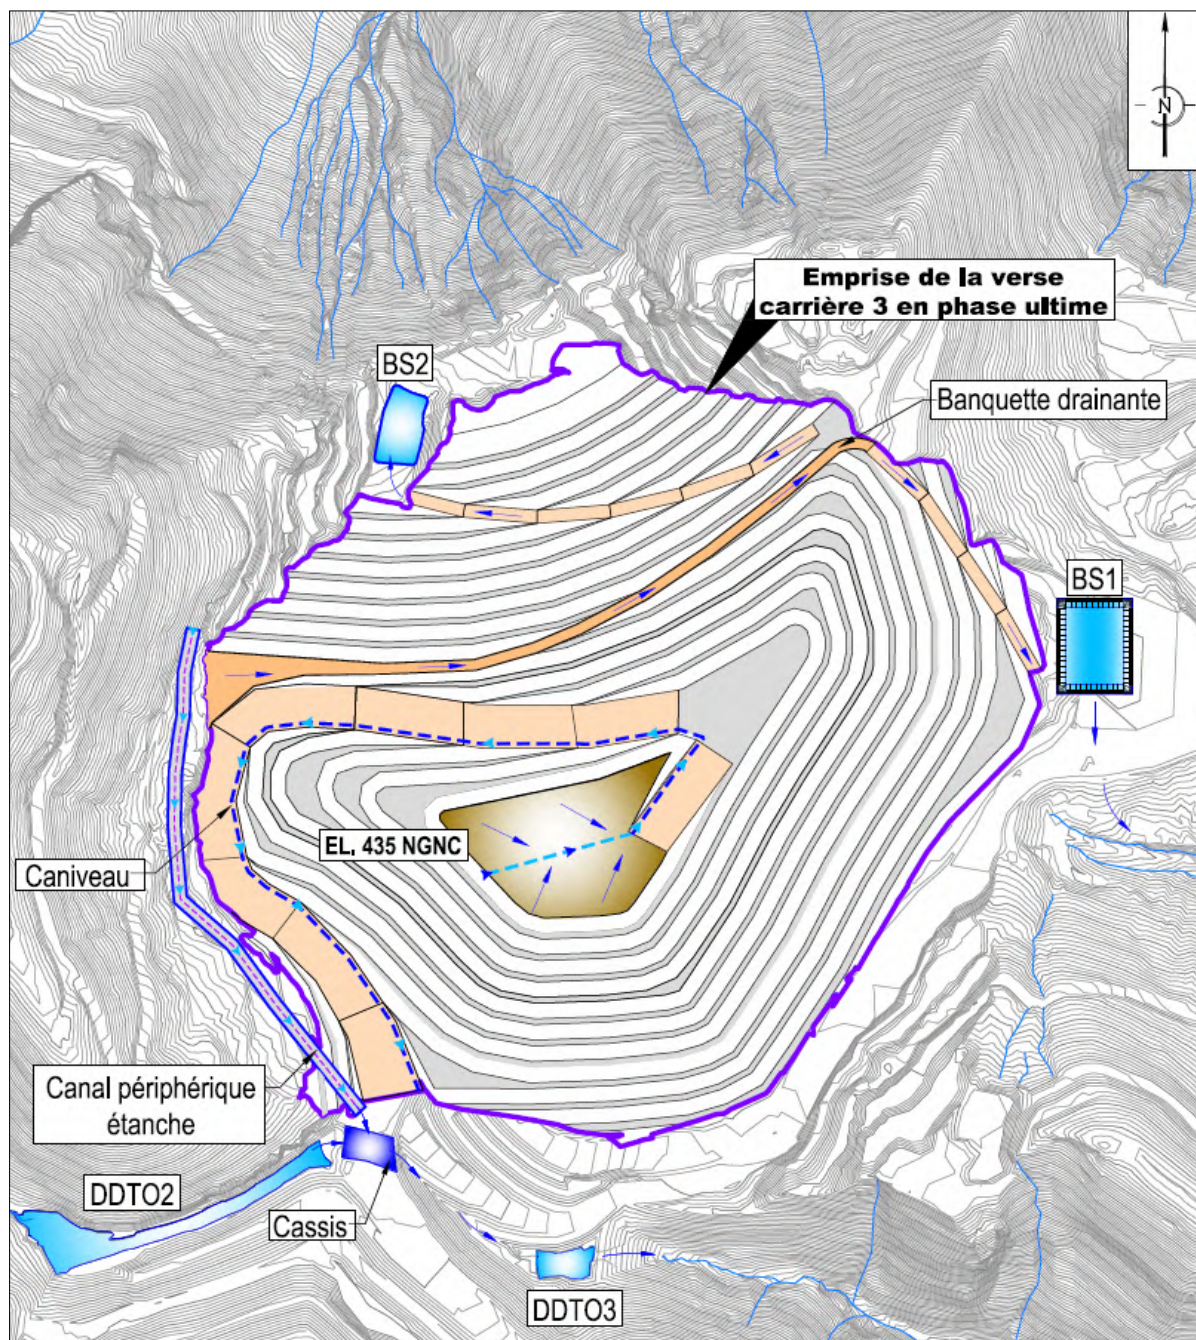 N
Emprise de la verse
carrière 3 en phase ultime
BS2
Banquette drainante
BS1
EL, 435 NGNC
Caniveau
Canal périphérique
étanche
DDTO2
Cassis
DDTO3